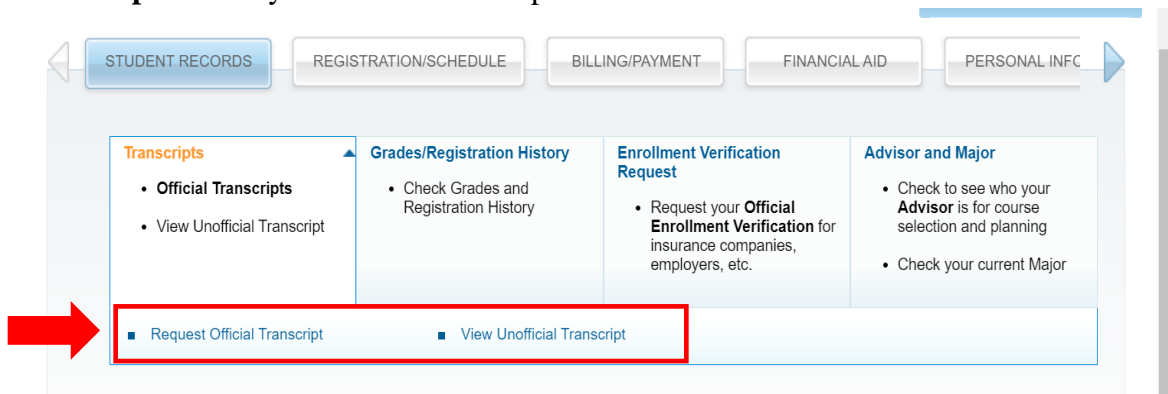 STUDENT RECORDS
REGISTRATION/SCHEDULE
BILLING/PAYMENT
FINANCIAL AID
PERSONAL INFO
Transcripts
• Official Transcripts
• View Unofficial Transcript
Grades/Registration History
• Check Grades and
Registration History
Enrollment Verification
Request
• Request your Official
Enrollment Verification for
insurance companies,
employers, etc.
Advisor and Major
• Check to see who your
Advisor is for course
selection and planning
• Check your current Major
Request Official Transcript
View Unofficial Transcript